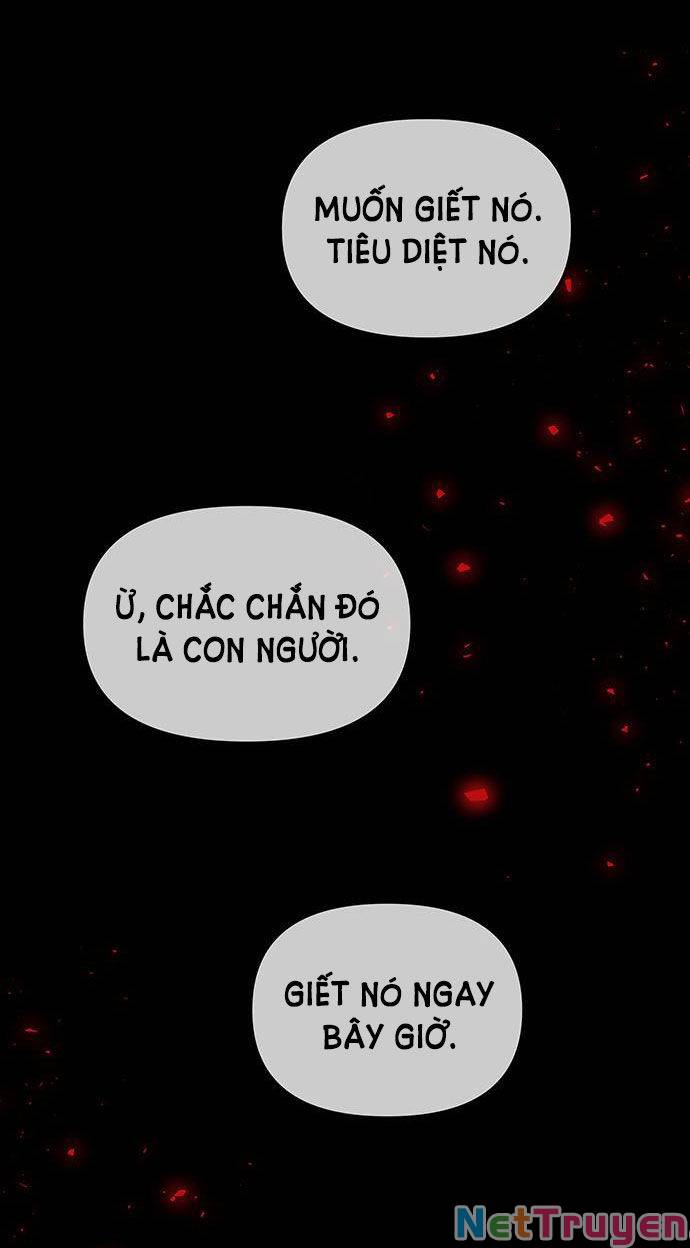 MUỐN GIẾT NÓ.
TIÊU DIỆT NÓ.
Ừ, CHẮC CHẮN ĐÓ
LÀ CON NGƯỜI.
GIẾT NÓ NGAY
BÂY GIỜ.
NetTruyen